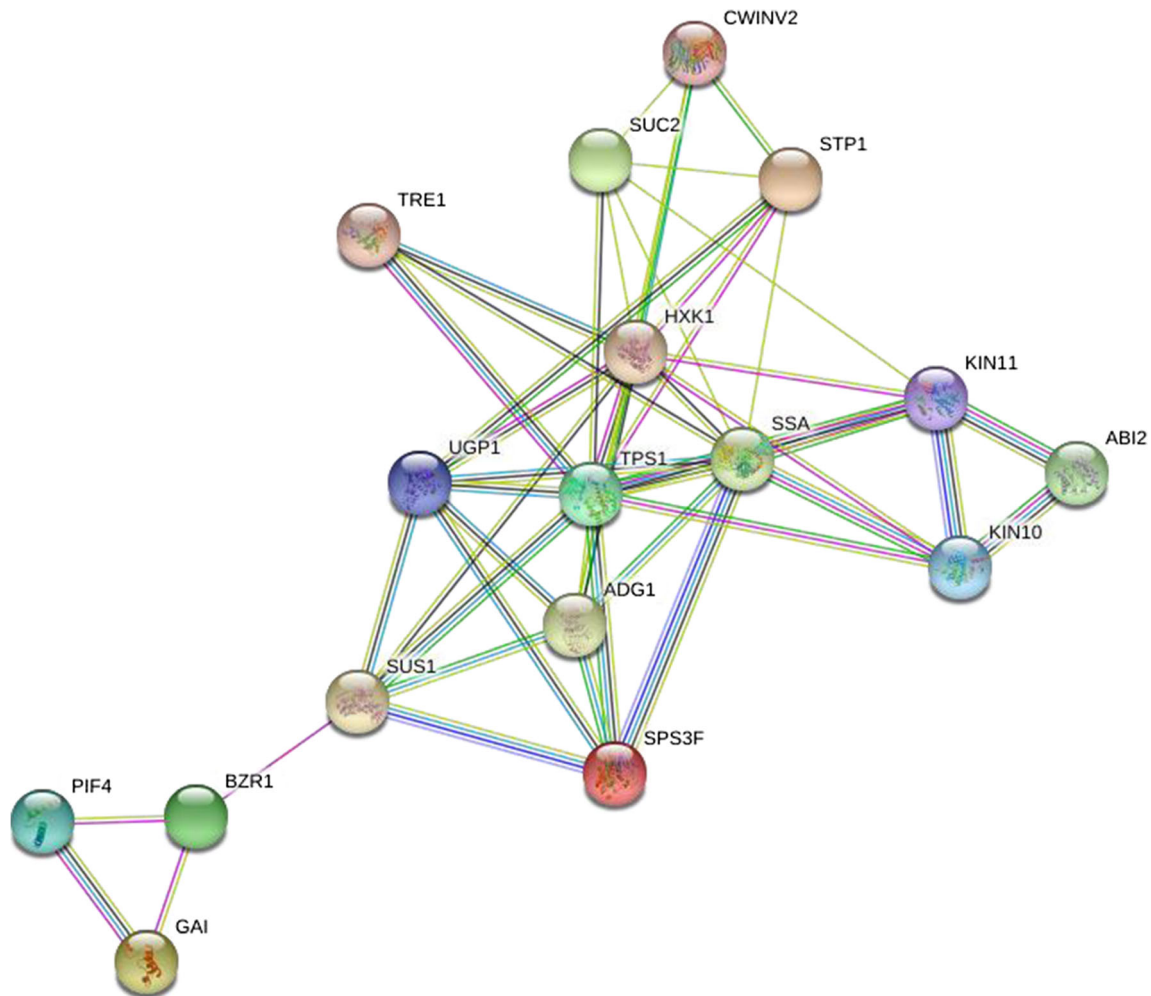 CWINV2
SUC2
STP1
TRE1
HXK1
KIN11
SSA
ABI2
UGP1
TPS1
KIN10
ADG1
SUS1
SPS3F
BZR1
PIF4
GAI